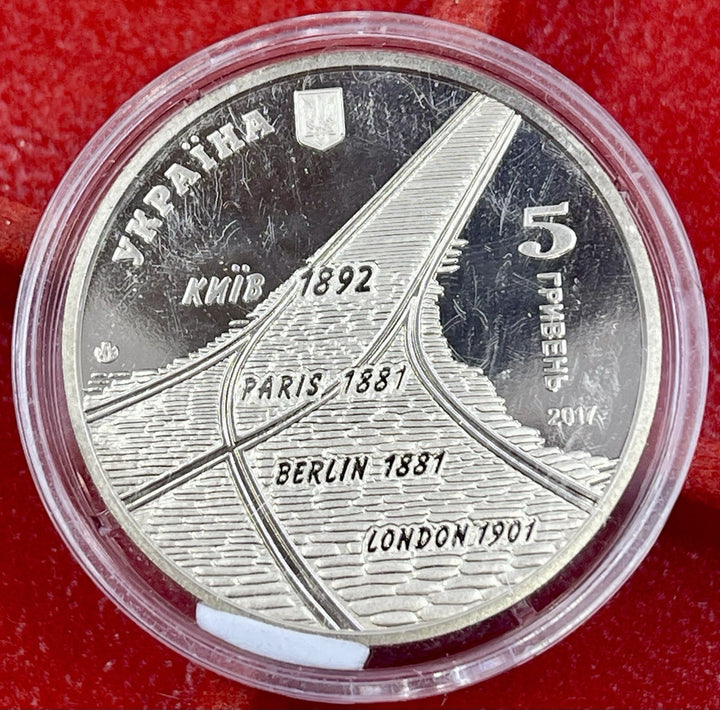 УКРАЇНА
5
ГРИВЕНЬ
2017
КИЇВ 1892
PARIS 1881
BERLIN 1881
LONDON 1901